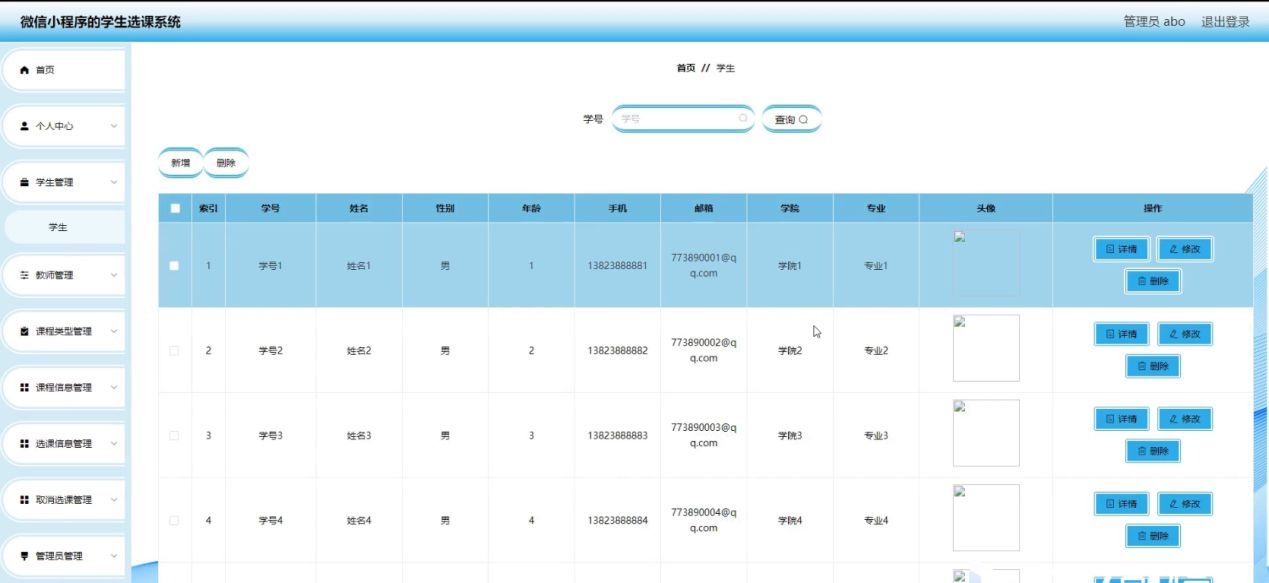 微信小程序的学生选课系统
管理员 abo 退出登录
首页
个人中心
学生管理
学生
教师管理
课程类型管理
课程信息管理
选课信息管理
取消选课管理
管理员管理
首页 // 学生
学号 学号 查询
新增 删除
索引 学号 姓名 性别 年龄 手机 邮箱 学院 专业 头像 操作
1 学号1 姓名1 男 1 13823888881 773890001@q
q.com 学院1 专业1 详情 修改
删除
2 学号2 姓名2 男 2 13823888882 773890002@q
q.com 学院2 专业2 详情 修改
删除
3 学号3 姓名3 男 3 13823888883 773890003@q
q.com 学院3 专业3 详情 修改
删除
4 学号4 姓名4 男 4 13823888884 773890004@q
q.com 学院4 专业4 详情 修改
删除